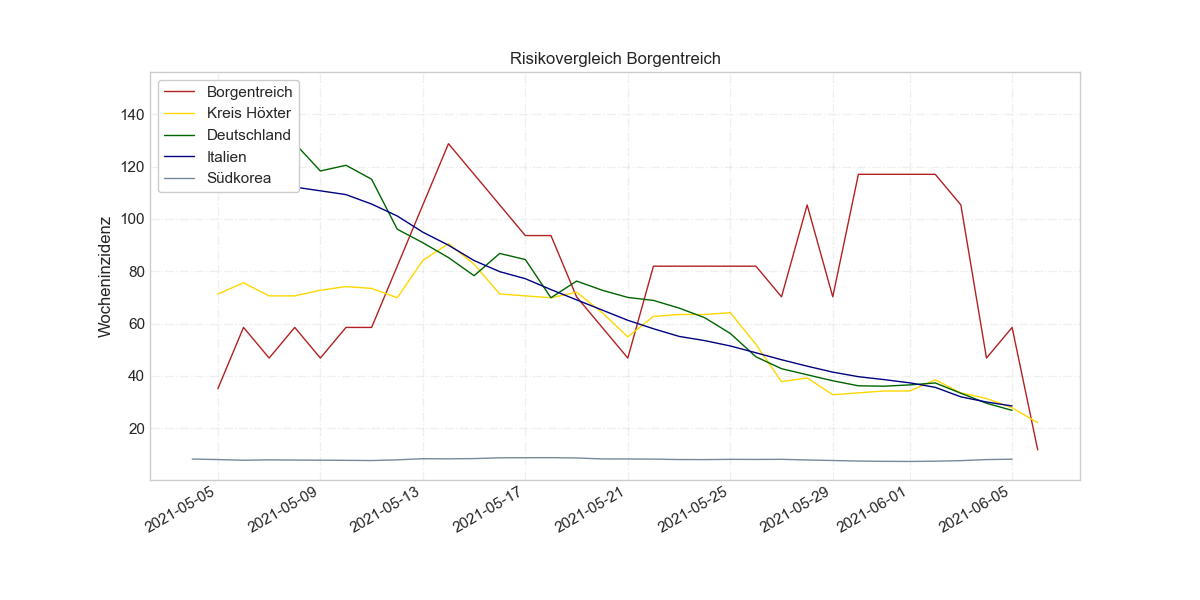 Risikovergleich Borgentreich
Borgentreich
Kreis Höxter
Deutschland
Italien
Südkorea
Wocheninzidenz
140
120
100
80
60
40
20
2021-05-05
2021-05-09
2021-05-13
2021-05-17
2021-05-21
2021-05-25
2021-05-29
2021-06-01
2021-06-05